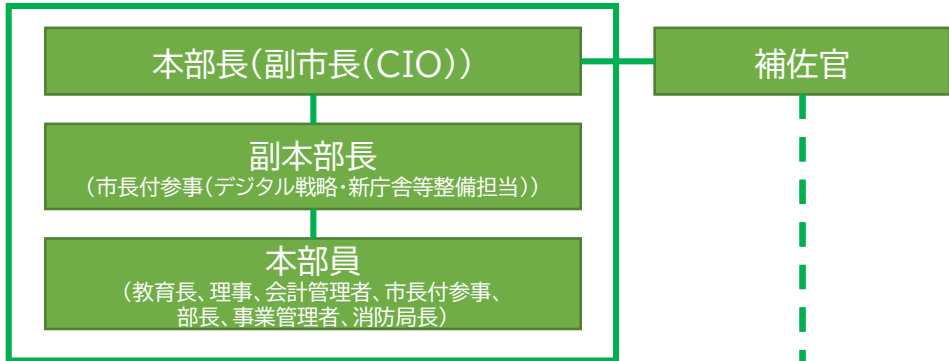 本部長(副市長(CIO))
補佐官
副本部長
(市長付参事(デジタル戦略・新庁舎等整備担当))
本部員
(教育長、理事、会計管理者、市長付参事、
部長、事業管理者、消防局長)